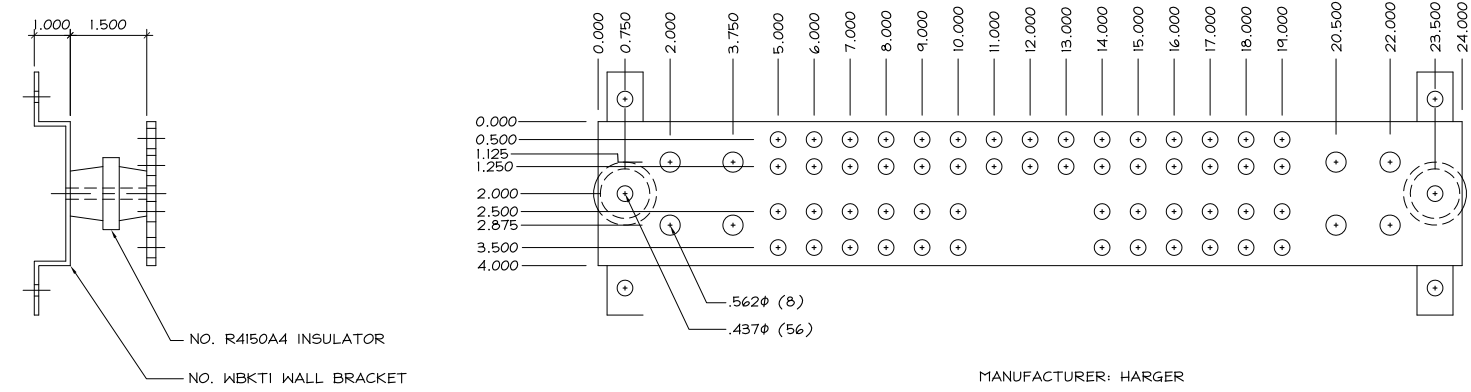 1.000 1.500
0.000 0.750 2.000 3.750 5.000 6.000 7.000 8.000 9.000 10.000 11.000 12.000 13.000 14.000 15.000 16.000 17.000 18.000 19.000 20.500 22.000 23.500 24.000
0.000
0.500
1.125
1.250
2.000
2.500
2.875
3.500
4.000
.562ϕ (8)
.437ϕ (56)
NO. R4150A4 INSULATOR
NO. WBKT1 WALL BRACKET
MANUFACTURER: HARGER